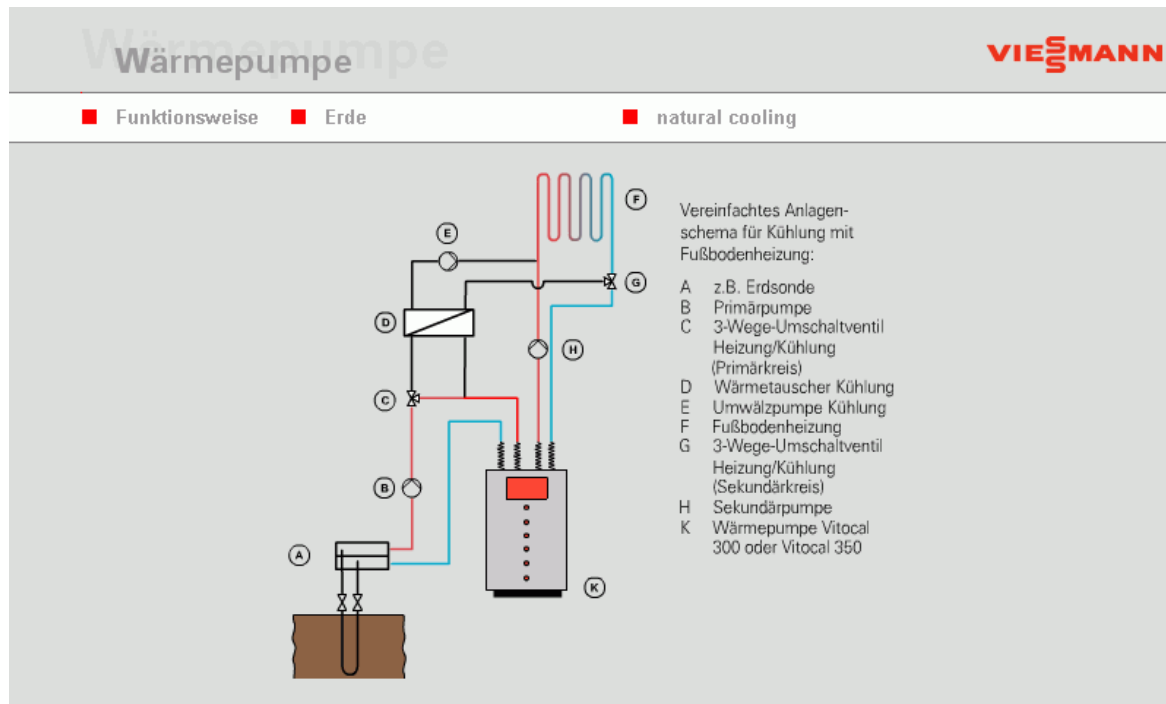 Wärmepumpe
Wärmepumpe
VIESSMANN
Funktionsweise
Erde
natural cooling
Vereinfachtes Anlagen-
schema für Kühlung mit
Fußbodenheizung:
A z.B. Erdsonde
B Primärpumpe
C 3-Wege-Umschaltventil
Heizung/Kühlung
(Primärkreis)
D Wärmetauscher Kühlung
E Umwälzpumpe Kühlung
F Fußbodenheizung
G 3-Wege-Umschaltventil
Heizung/Kühlung
(Sekundärkreis)
H Sekundärpumpe
K Wärmepumpe Vitocal
300 oder Vitocal 350
F
E
G
D
H
C
B
A
K